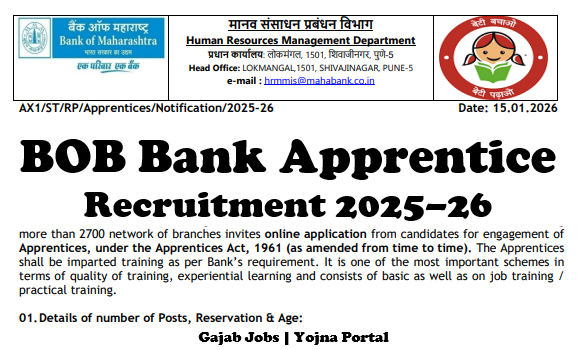 बैंक ऑफ महाराष्ट्र
Bank of Maharashtra
भारत सरकार का उद्यम
एक परिवार एक बैंक
मानव संसाधन प्रबंधन विभाग
Human Resources Management Department
प्रधान कार्यालय: लोकमंगल, 1501, शिवाजीनगर, पुणे-5
Head Office: LOKMANGAL,1501, SHIVAJINAGAR, PUNE-5
e-mail : hrmmis@mahabank.co.in
बेटी बचाओ
बेटी पढ़ाओ
AX1/ST/RP/Apprentices/Notification/2025-26
Date: 15.01.2026
BOB Bank Apprentice
Recruitment 2025–26
more than 2700 network of branches invites online application from candidates for engagement of
Apprentices, under the Apprentices Act, 1961 (as amended from time to time). The Apprentices
shall be imparted training as per Bank's requirement. It is one of the most important schemes in
terms of quality of training, experiential learning and consists of basic as well as on job training /
practical training.
01. Details of number of Posts, Reservation & Age:
Gajab Jobs | Yojna Portal